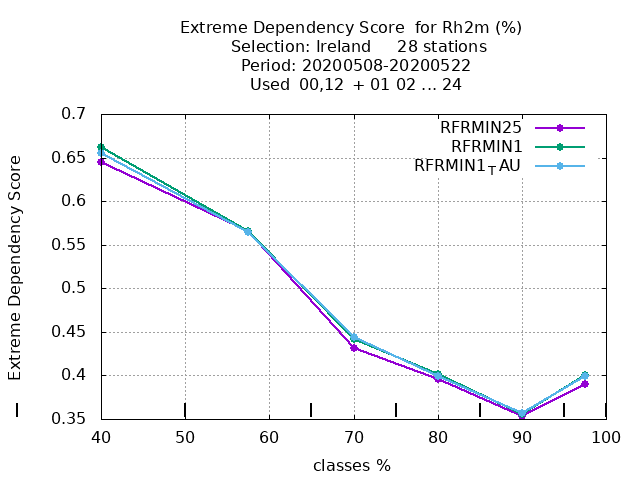 Extreme Dependency Score  for Rh2m (%)
Selection: Ireland     28 stations
Period: 20200508-20200522
Used  00,12  + 01 02 ... 24
RFRMIN25
RFRMIN1
RFRMIN1TAU
0.7
0.65
0.6
0.55
0.5
0.45
0.4
0.35
Extreme Dependency Score
40 50 60 70 80 90 100
classes %